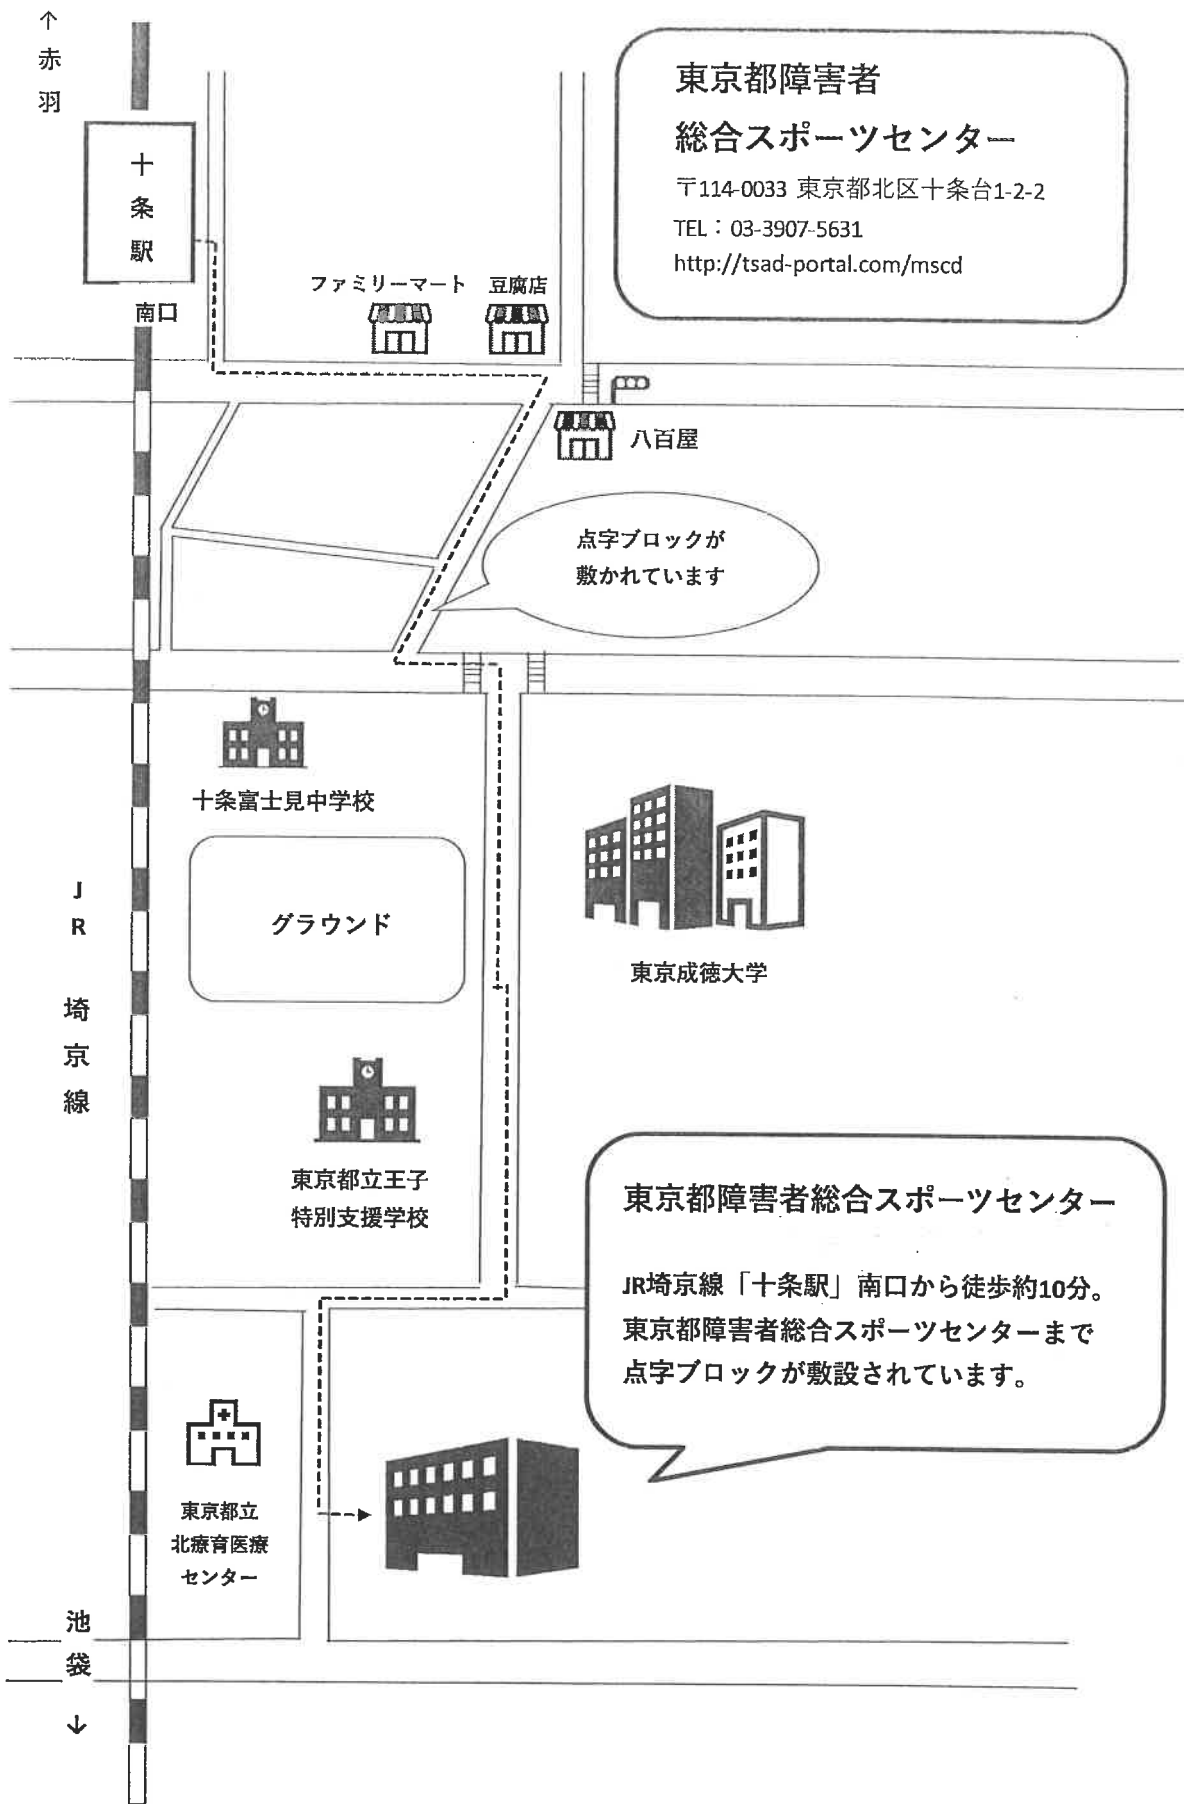 ↑
赤
羽
十
条
駅
南口
東京都障害者
総合スポーツセンター
〒114-0033 東京都北区十条台1-2-2
TEL：03-3907-5631
http://tsad-portal.com/mscd
ファミリーマート
豆腐店
八百屋
点字ブロックが
敷かれています
十条富士見中学校
グラウンド
東京成徳大学
J
R
埼
京
線
東京都立王子
特別支援学校
東京都障害者総合スポーツセンター
JR埼京線「十条駅」南口から徒歩約10分。
東京都障害者総合スポーツセンターまで
点字ブロックが敷設されています。
東京都立
北療育医療
センター
池
袋
↓